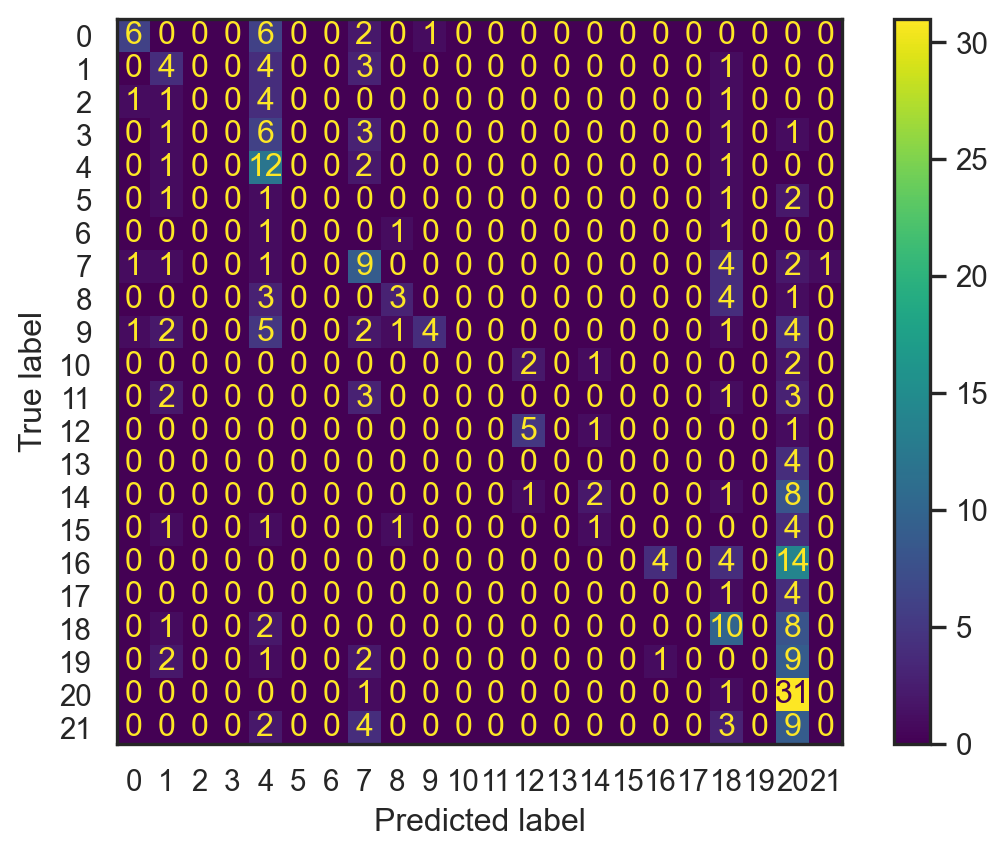 0 6 0 0 0 6 0 0 2 0 1 0 0 0 0 0 0 0 0 0 0 0 0
1 0 4 0 0 4 0 0 3 0 0 0 0 0 0 0 0 0 0 1 0 0 0
2 1 1 0 0 4 0 0 0 0 0 0 0 0 0 0 0 0 0 1 0 0 0
3 0 1 0 0 6 0 0 3 0 0 0 0 0 0 0 0 0 0 1 0 1 0
4 0 1 0 0 12 0 0 2 0 0 0 0 0 0 0 0 0 0 1 0 0 0
5 0 1 0 0 1 0 0 0 0 0 0 0 0 0 0 0 0 0 1 0 2 0
6 0 0 0 0 1 0 0 0 1 0 0 0 0 0 0 0 0 0 1 0 0 0
7 1 1 0 0 1 0 0 9 0 0 0 0 0 0 0 0 0 0 4 0 2 1
8 0 0 0 0 3 0 0 0 3 0 0 0 0 0 0 0 0 0 4 0 1 0
9 1 2 0 0 5 0 0 2 1 4 0 0 0 0 0 0 0 0 1 0 4 0
10 0 0 0 0 0 0 0 0 0 0 0 0 2 0 1 0 0 0 0 0 2 0
11 0 2 0 0 0 0 0 3 0 0 0 0 0 0 0 0 0 0 1 0 3 0
12 0 0 0 0 0 0 0 0 0 0 0 0 5 0 1 0 0 0 0 0 1 0
13 0 0 0 0 0 0 0 0 0 0 0 0 0 0 0 0 0 0 0 0 4 0
14 0 0 0 0 0 0 0 0 0 0 0 0 1 0 2 0 0 0 1 0 8 0
15 0 1 0 0 1 0 0 0 1 0 0 0 0 0 1 0 0 0 0 0 4 0
16 0 0 0 0 0 0 0 0 0 0 0 0 0 0 0 0 4 0 4 0 14 0
17 0 0 0 0 0 0 0 0 0 0 0 0 0 0 0 0 0 0 1 0 4 0
18 0 1 0 0 2 0 0 0 0 0 0 0 0 0 0 0 0 0 10 0 8 0
19 0 2 0 0 1 0 0 2 0 0 0 0 0 0 0 0 1 0 0 0 9 0
20 0 0 0 0 0 0 0 1 0 0 0 0 0 0 0 0 0 0 1 0 31 0
21 0 0 0 0 2 0 0 4 0 0 0 0 0 0 0 0 0 0 3 0 9 0
0 1 2 3 4 5 6 7 8 9 10 11 12 13 14 15 16 17 18 19 20 21
Predicted label
True label
30
25
20
15
10
5
0